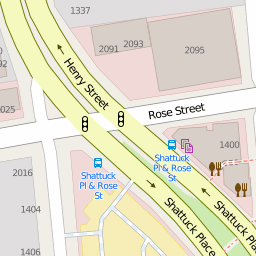 1337
2091
2093
2095
Henry Street
Rose Street
025
Shattuck
Pl & Rose
St
1400
2016
Shattuck
Pl & Rose
St
1404
1406
Shattuck Place
Shattuck Place